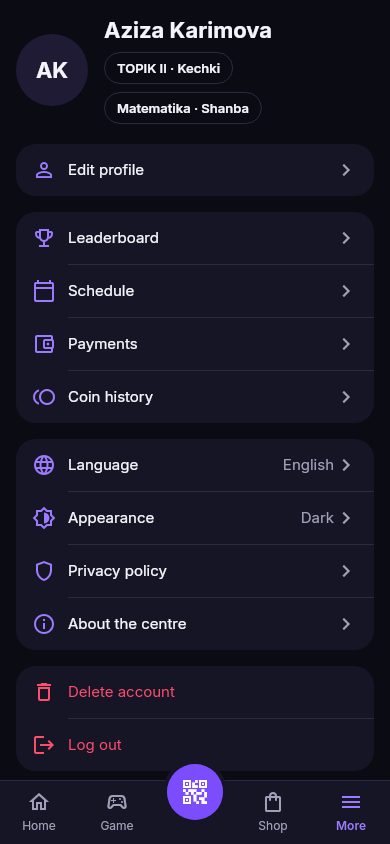 Aziza Karimova
AK
TOPIK II · Kechki
Matematika · Shanba
Edit profile
Leaderboard
Schedule
Payments
Coin history
Language English
Appearance Dark
Privacy policy
About the centre
Delete account
Log out
Home Game Shop More